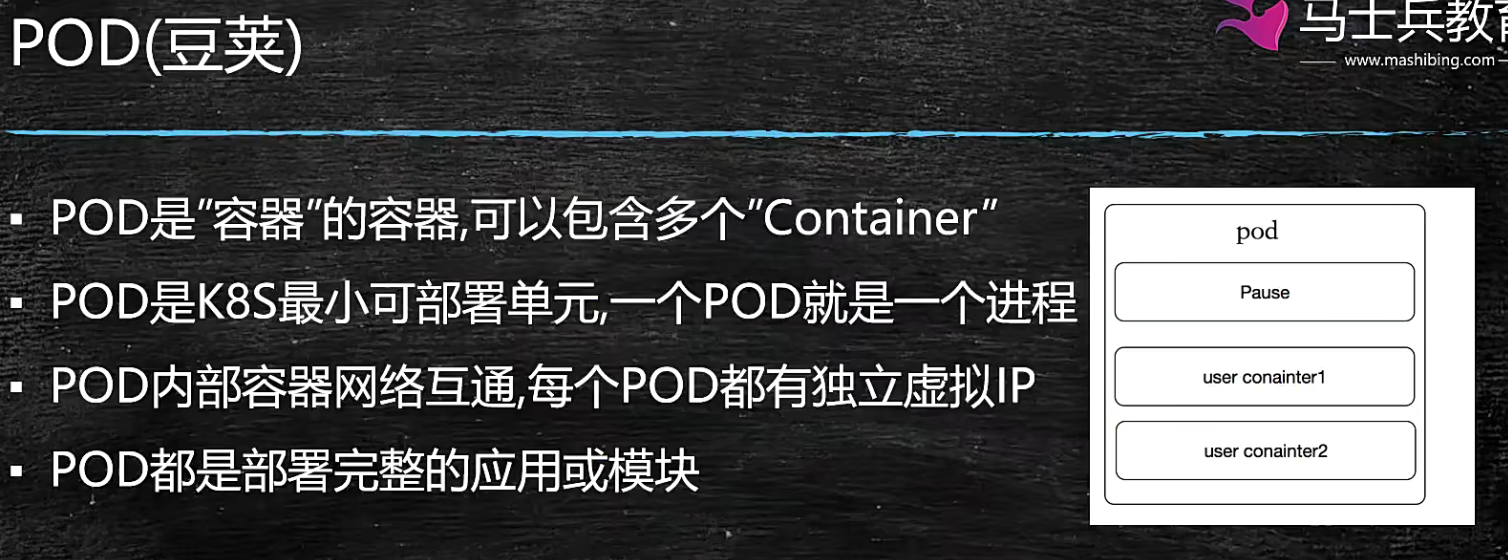 POD(豆荚)
马士兵教育
www.mashibing.com
▪ POD是"容器"的容器,可以包含多个"Container"
▪ POD是K8S最小可部署单元,一个POD就是一个进程
▪ POD内部容器网络互通,每个POD都有独立虚拟IP
▪ POD都是部署完整的应用或模块
pod
Pause
user conainter1
user conainter2